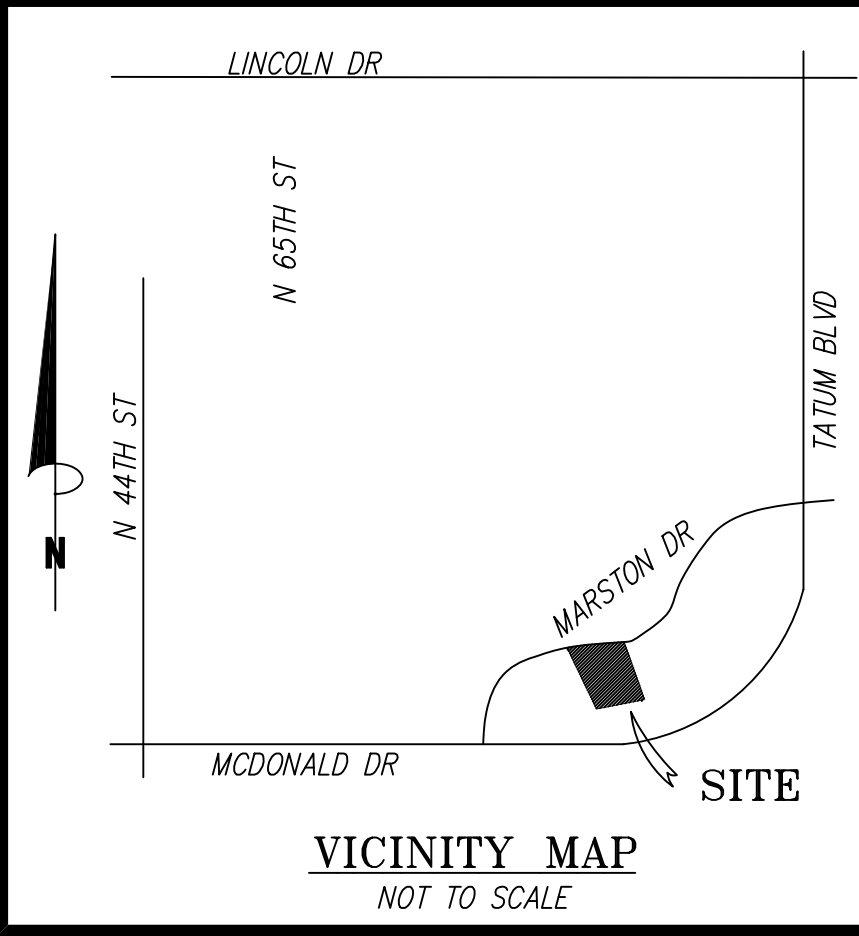 LINCOLN DR
N 65TH ST
TATUM BLVD
N 44TH ST
N
MARSTON DR
MCDONALD DR
SITE
VICINITY MAP
NOT TO SCALE